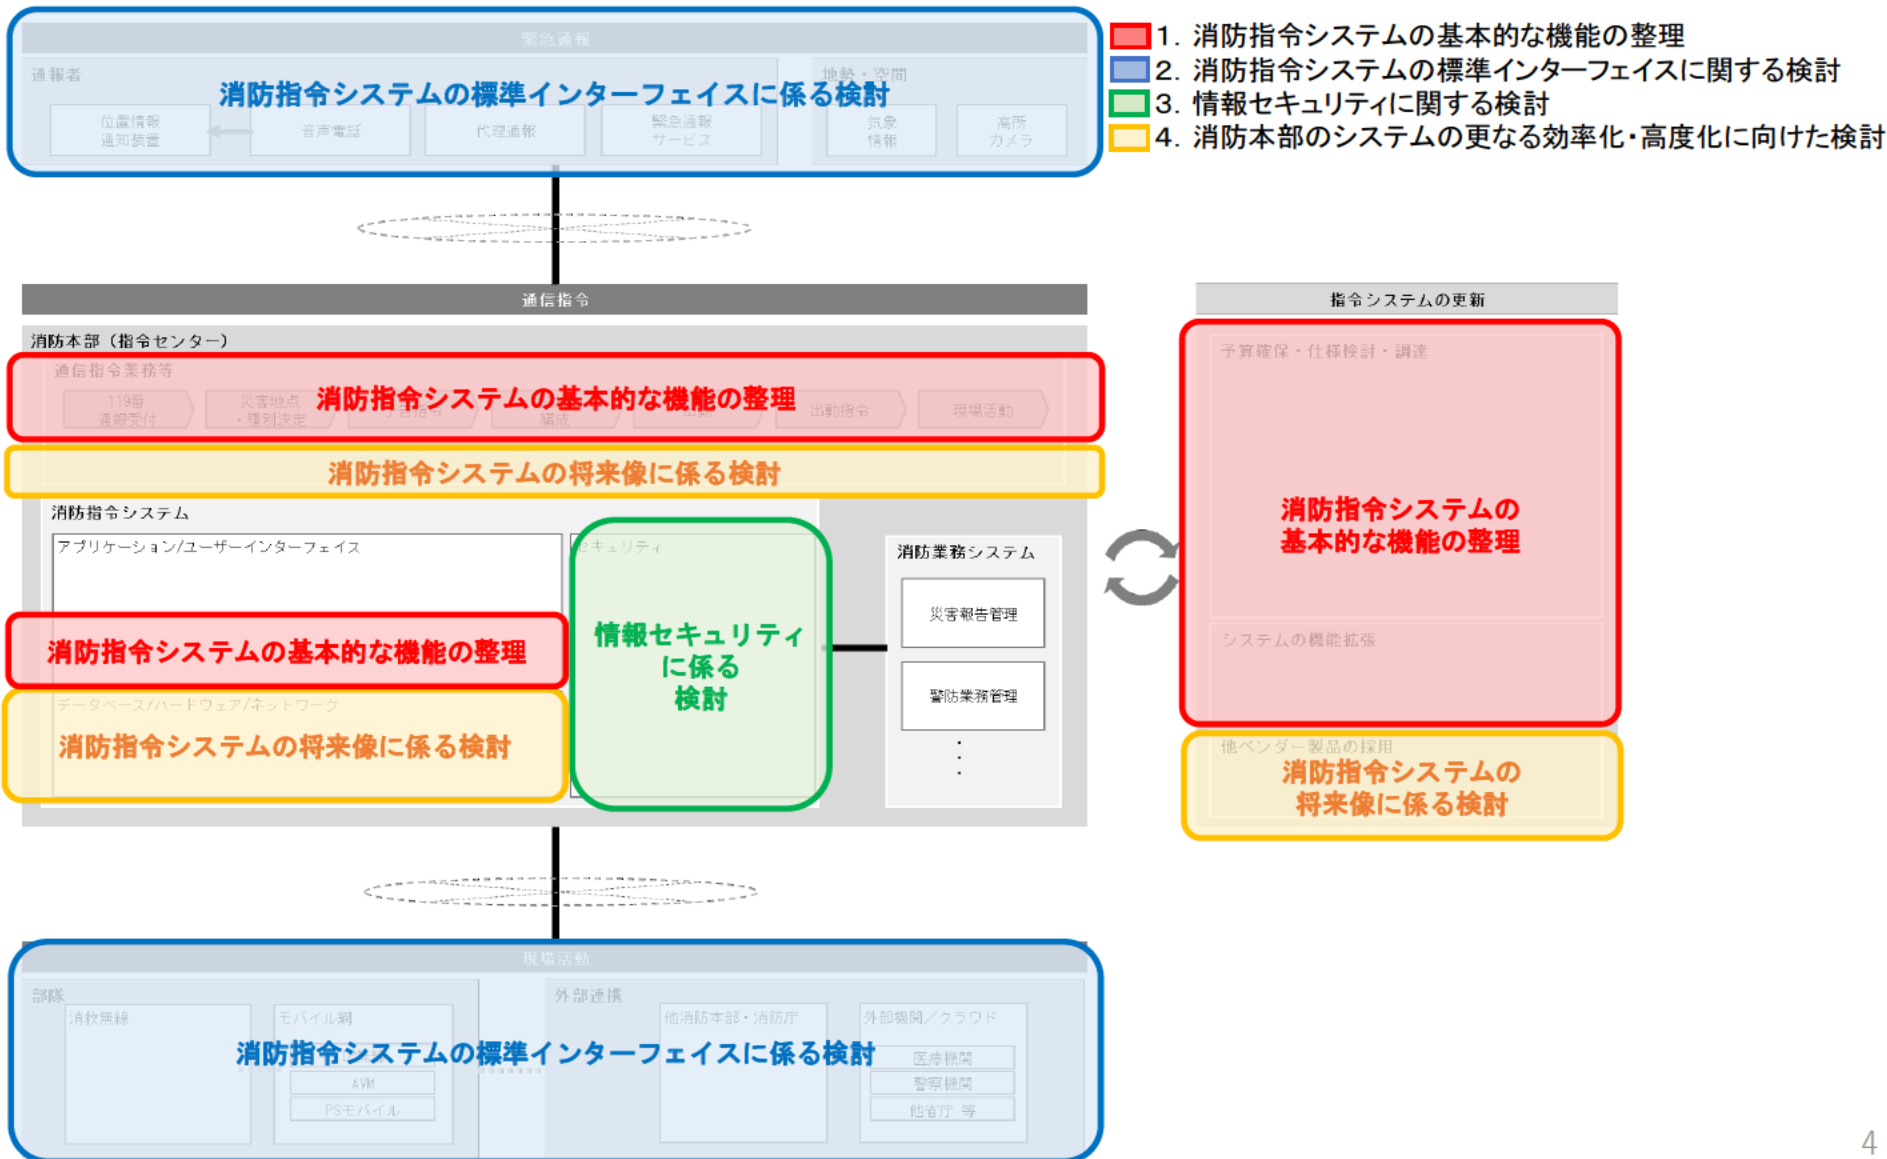 1. 消防指令システムの基本的な機能の整理
2. 消防指令システムの標準インターフェイスに関する検討
3. 情報セキュリティに関する検討
4. 消防本部のシステムの更なる効率化・高度化に向けた検討
緊急通報
通報者
地勢・空間
消防指令システムの標準インターフェイスに係る検討
位置情報
通知装置
音声電話
代理通報
緊急通報
サービス
気象
情報
高所
カメラ
通信指令
消防本部（指令センター）
通信指令業務等
消防指令システムの基本的な機能の整理
119番
通報受付
災害地点
・種別決定
予告指令
編成
出動
出動指令
現場活動
消防指令システムの将来像に係る検討
消防指令システム
アプリケーション/ユーザーインターフェイス
セキュリティ
消防指令システムの基本的な機能の整理
データベース/ハードウェア/ネットワーク
消防指令システムの将来像に係る検討
情報セキュリティ
に係る
検討
消防業務システム
災害報告管理
警防業務管理
・
・
・
指令システムの更新
予算確保・仕様検討・調達
消防指令システムの
基本的な機能の整理
システムの機能拡張
他ベンダー製品の採用
消防指令システムの
将来像に係る検討
現場活動
部隊
消救無線
モバイル網
AVM
PSモバイル
外部連携
他消防本部・消防庁
外部機関／クラウド
医療機関
警察機関
他省庁 等
消防指令システムの標準インターフェイスに係る検討
4